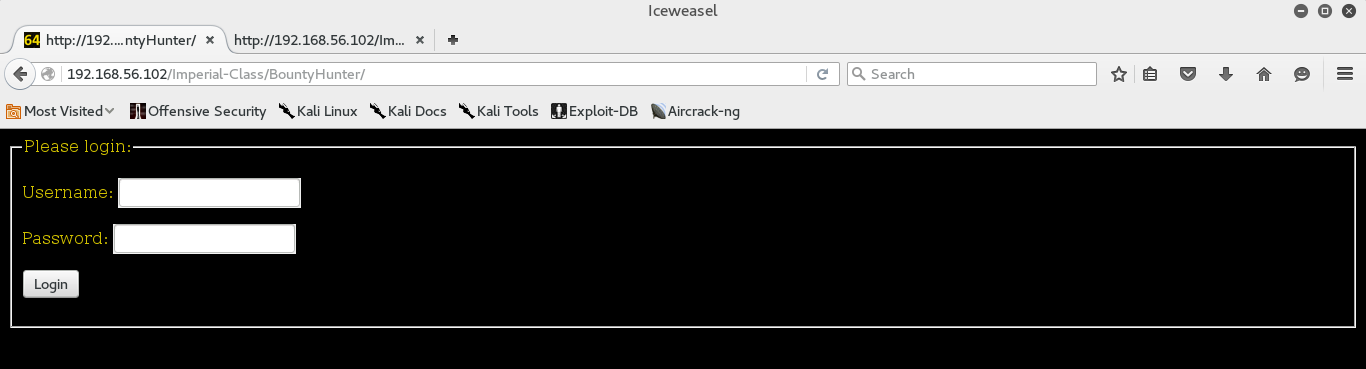 Iceweasel
64 http://192....ntyHunter/ × http://192.168.56.102/Im... ×
192.168.56.102/Imperial-Class/BountyHunter/ Search
Most Visited Offensive Security Kali Linux Kali Docs Kali Tools Exploit-DB Aircrack-ng
Please login:
Username:
Password:
Login